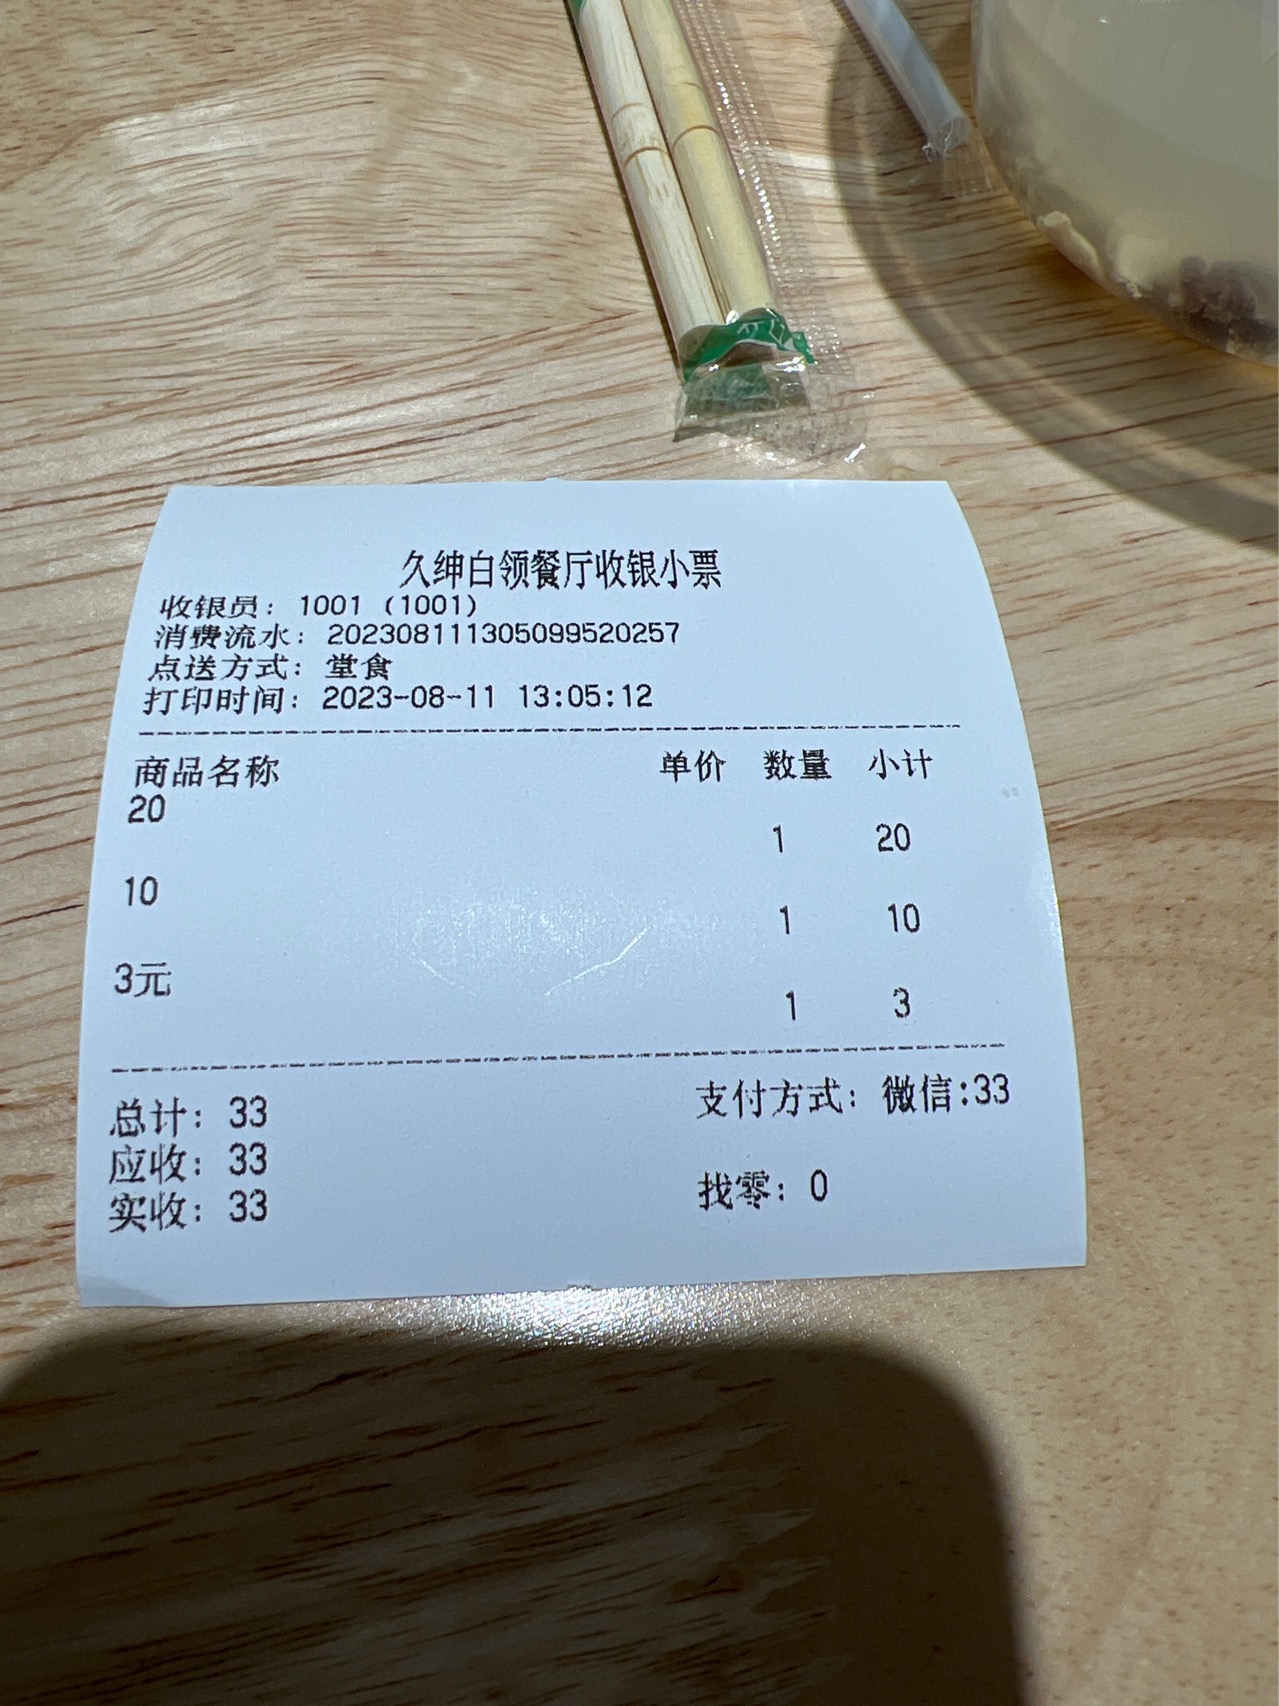 久绅白领餐厅收银小票
收银员: 1001 (1001)
消费流水: 202308111305099520257
点送方式: 堂食
打印时间: 2023-08-11 13:05:12
商品名称 单价 数量 小计
20
1 20
10
1 10
3元
1 3
总计: 33 支付方式: 微信:33
应收: 33
实收: 33 找零: 0